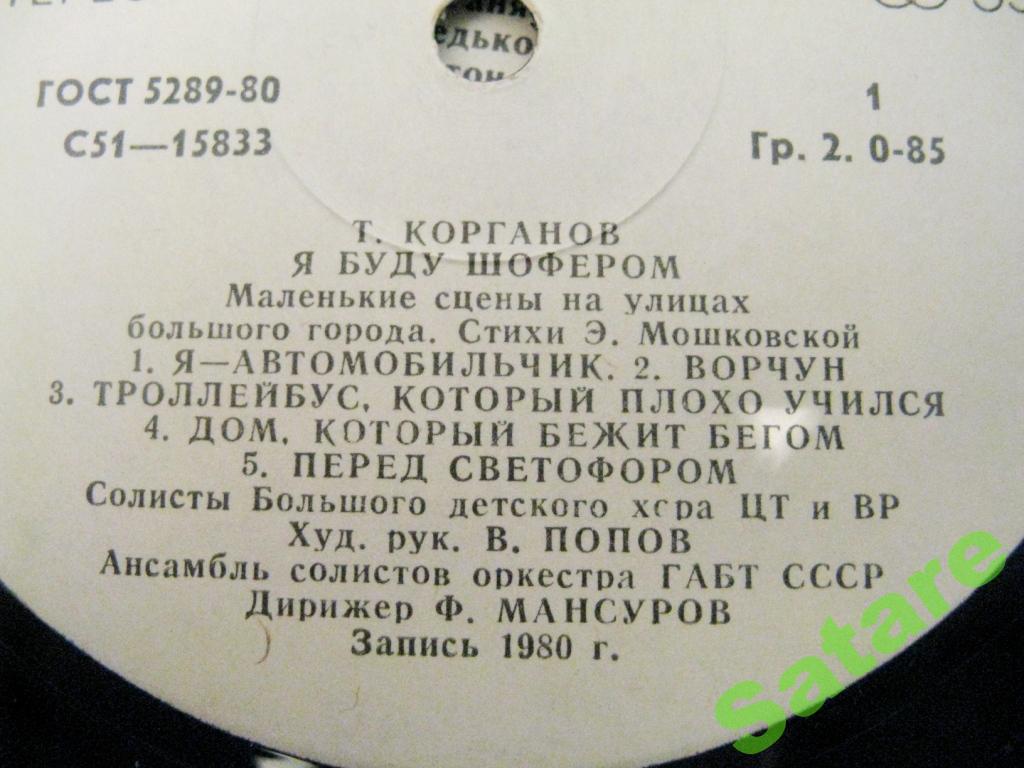 едько
ГОСТ 5289-80
1
С51—15833
Гр. 2. 0-85
Т. КОРГАНОВ
Я БУДУ ШОФЕРОМ
Маленькие сцены на улицах
большого города. Стихи Э. Мошковской
1. Я—АВТОМОБИЛЬЧИК. 2. ВОРЧУН
3. ТРОЛЛЕЙБУС, КОТОРЫЙ ПЛОХО УЧИЛСЯ
4. ДОМ, КОТОРЫЙ БЕЖИТ БЕГОМ
5. ПЕРЕД СВЕТОФОРОМ
Солисты Большого детского хора ЦТ и ВР
Худ. рук. В. ПОПОВ
Ансамбль солистов оркестра ГАБТ СССР
Дирижер Ф. МАНСУРОВ
Запись 1980 г.
Satare